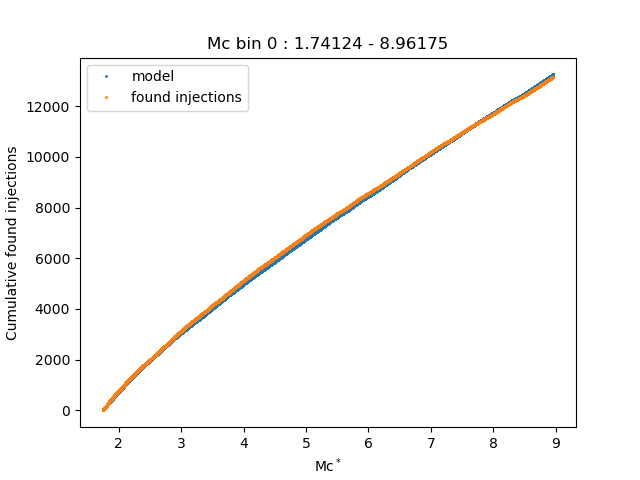 Mc bin 0 : 1.74124 - 8.96175
model
found injections
Cumulative found injections
12000
10000
8000
6000
4000
2000
0
2 3 4 5 6 7 8 9
Mc*